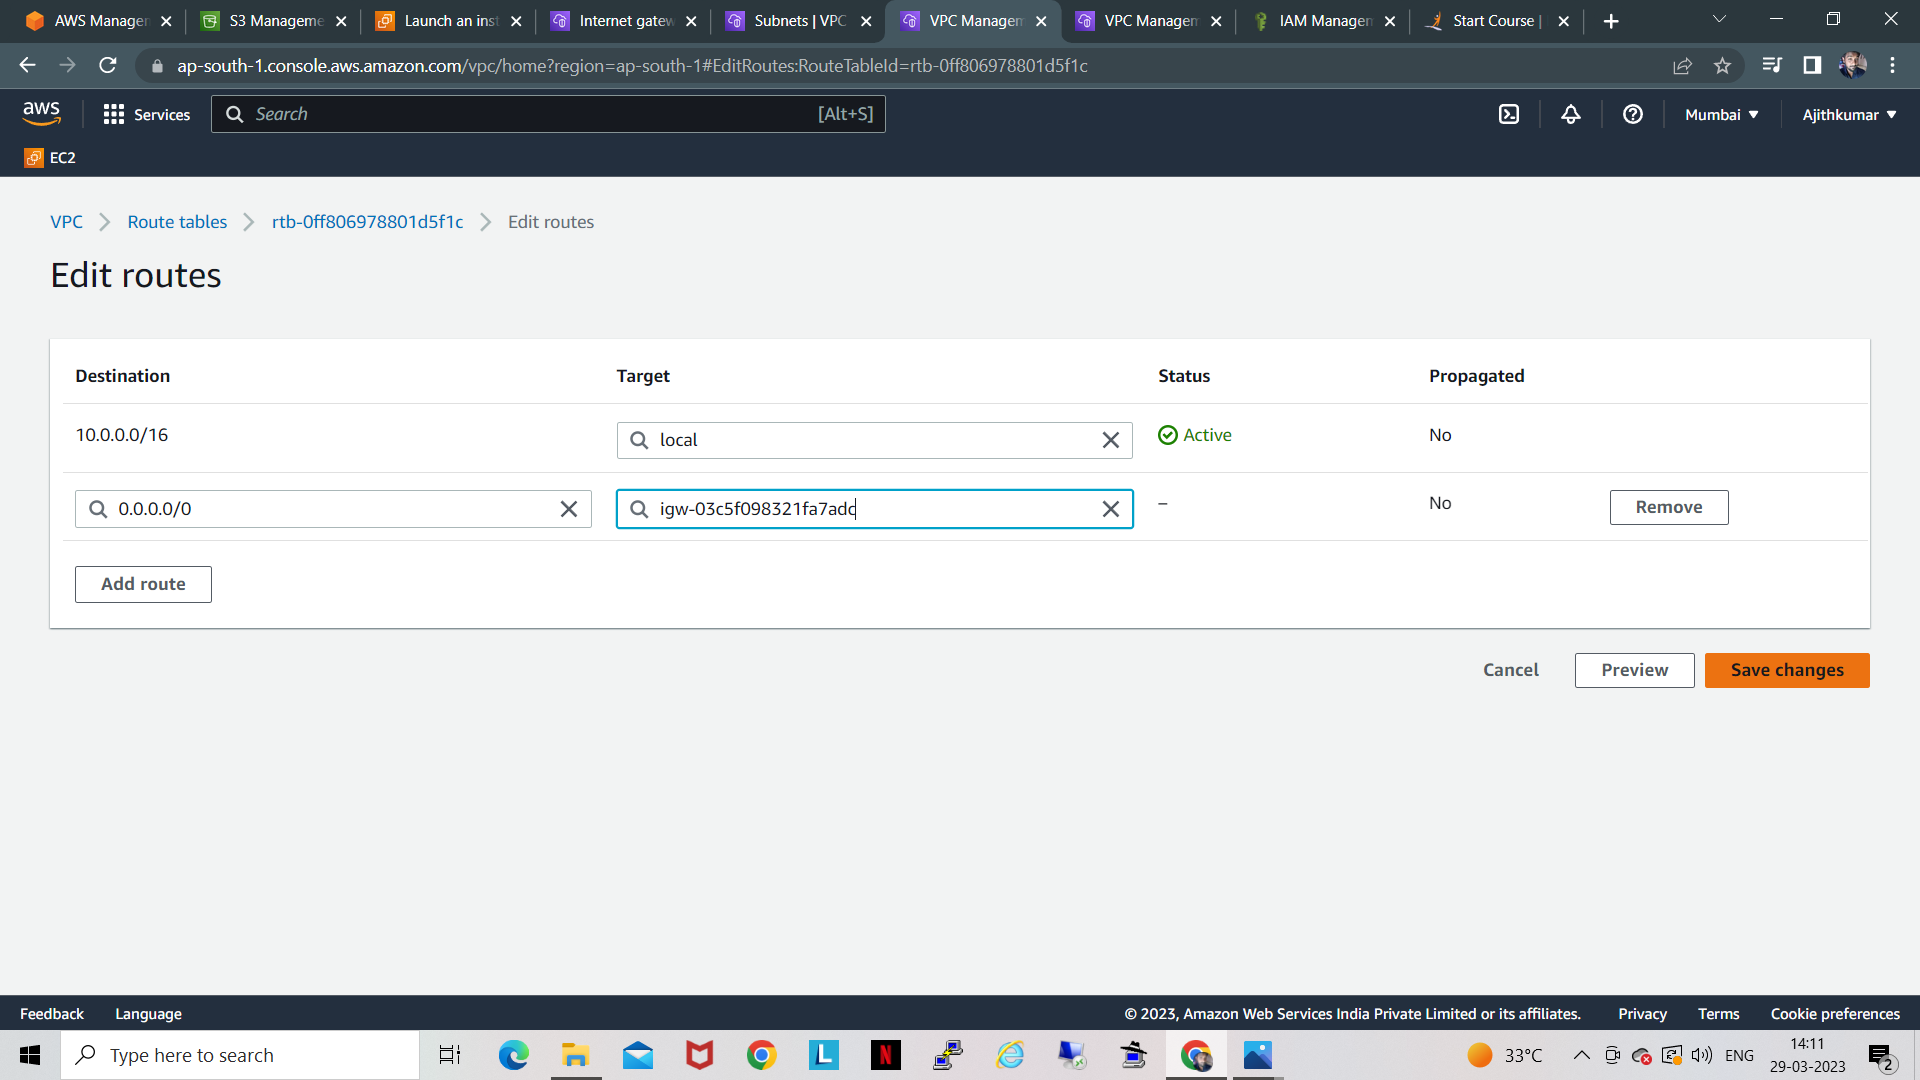 AWS Manager
S3 Manageme
Launch an inst
Internet gatew
Subnets | VPC
VPC Managem
VPC Managem
IAM Managem
Start Course |
ap-south-1.console.aws.amazon.com/vpc/home?region=ap-south-1#EditRoutes:RouteTableId=rtb-0ff806978801d5f1c
aws
Services
Search
[Alt+S]
Mumbai
Ajithkumar
EC2
VPC
Route tables
rtb-0ff806978801d5f1c
Edit routes
Edit routes
Destination
Target
Status
Propagated
10.0.0.0/16
local
Active
No
0.0.0.0/0
igw-03c5f098321fa7adc
–
No
Remove
Add route
Cancel
Preview
Save changes
Feedback
Language
© 2023, Amazon Web Services India Private Limited or its affiliates.
Privacy
Terms
Cookie preferences
Type here to search
L
N
33°C
ENG
14:11
29-03-2023
2